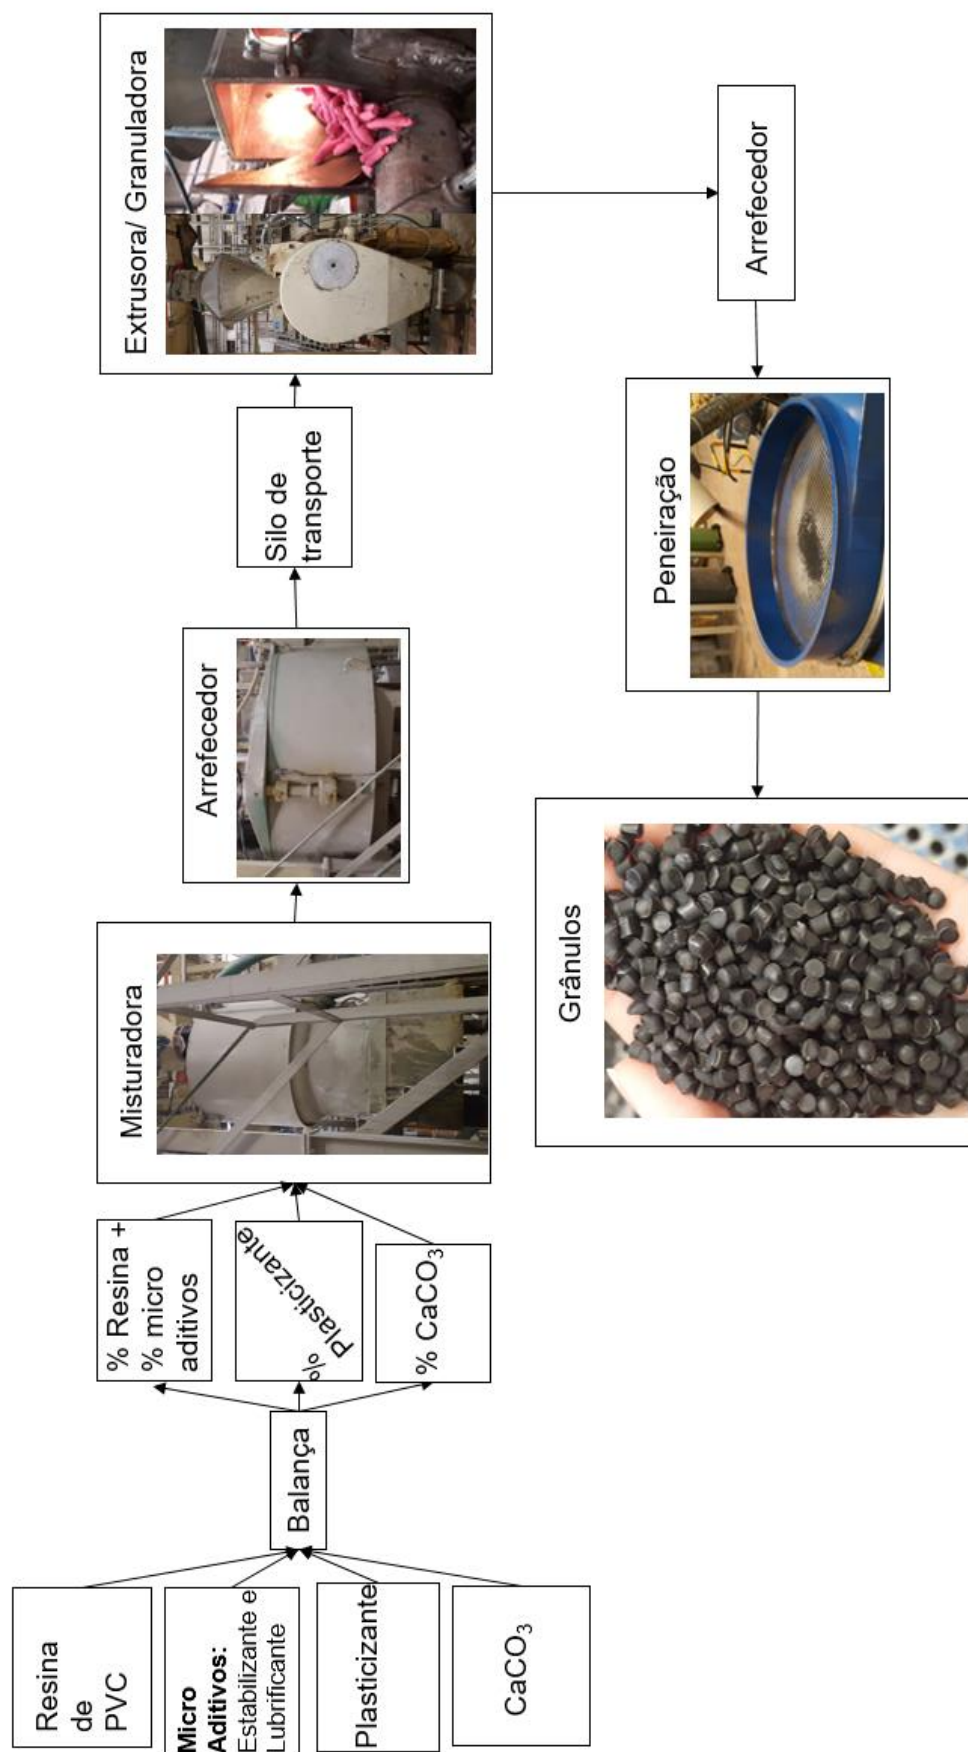 Resina
de
PVC
Micro
Aditivos:
Estabilizante e
Lubrificante
Plasticizante
CaCO₃
Balança
% Resina +
% micro
aditivos
%
Plasticizante
% CaCO₃
Misturadora
Arrefecedor
Silo de
transporte
Extrusora/ Granuladora
Arrefecedor
Peneiração
Grânulos